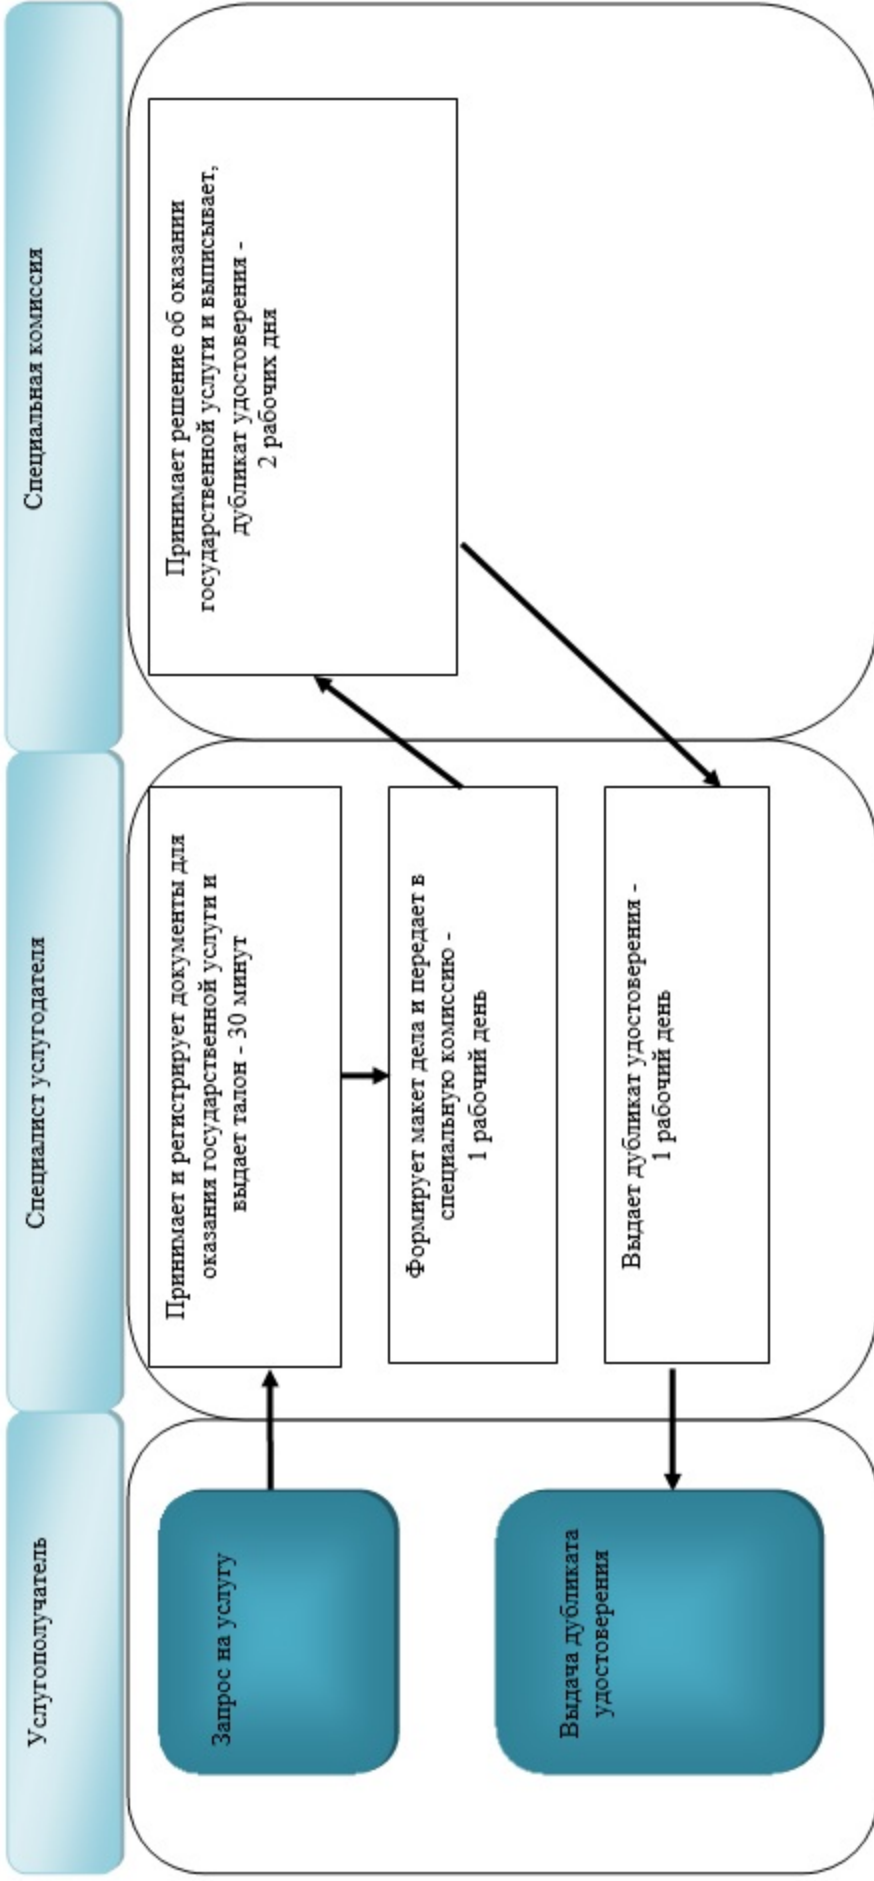 Услугополучатель
Специалист услугодателя
Специальная комиссия
Запрос на услугу
Принимает и регистрирует документы для
оказания государственной услуги и
выдает талон - 30 минут
Принимает решение об оказании
государственной услуги и выписывает,
дубликат удостоверения -
2 рабочих дня
Формирует макет дела и передает в
специальную комиссию -
1 рабочий день
Выдача дубликата
удостоверения
Выдает дубликат удостоверения -
1 рабочий день